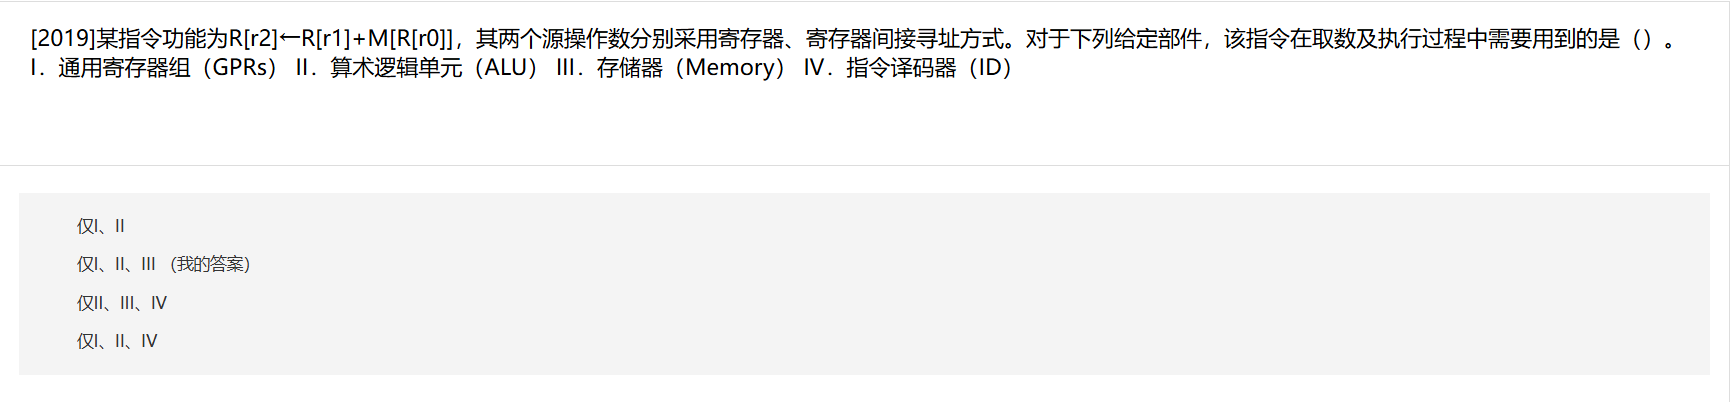 [2019]某指令功能为R[r2]←R[r1]+M[R[r0]]，其两个源操作数分别采用寄存器、寄存器间接寻址方式。对于下列给定部件，该指令在取数及执行过程中需要用到的是（）。
I．通用寄存器组（GPRs） II．算术逻辑单元（ALU） III．存储器（Memory） IV．指令译码器（ID）
仅I、II
仅I、II、III （我的答案）
仅II、III、IV
仅I、II、IV